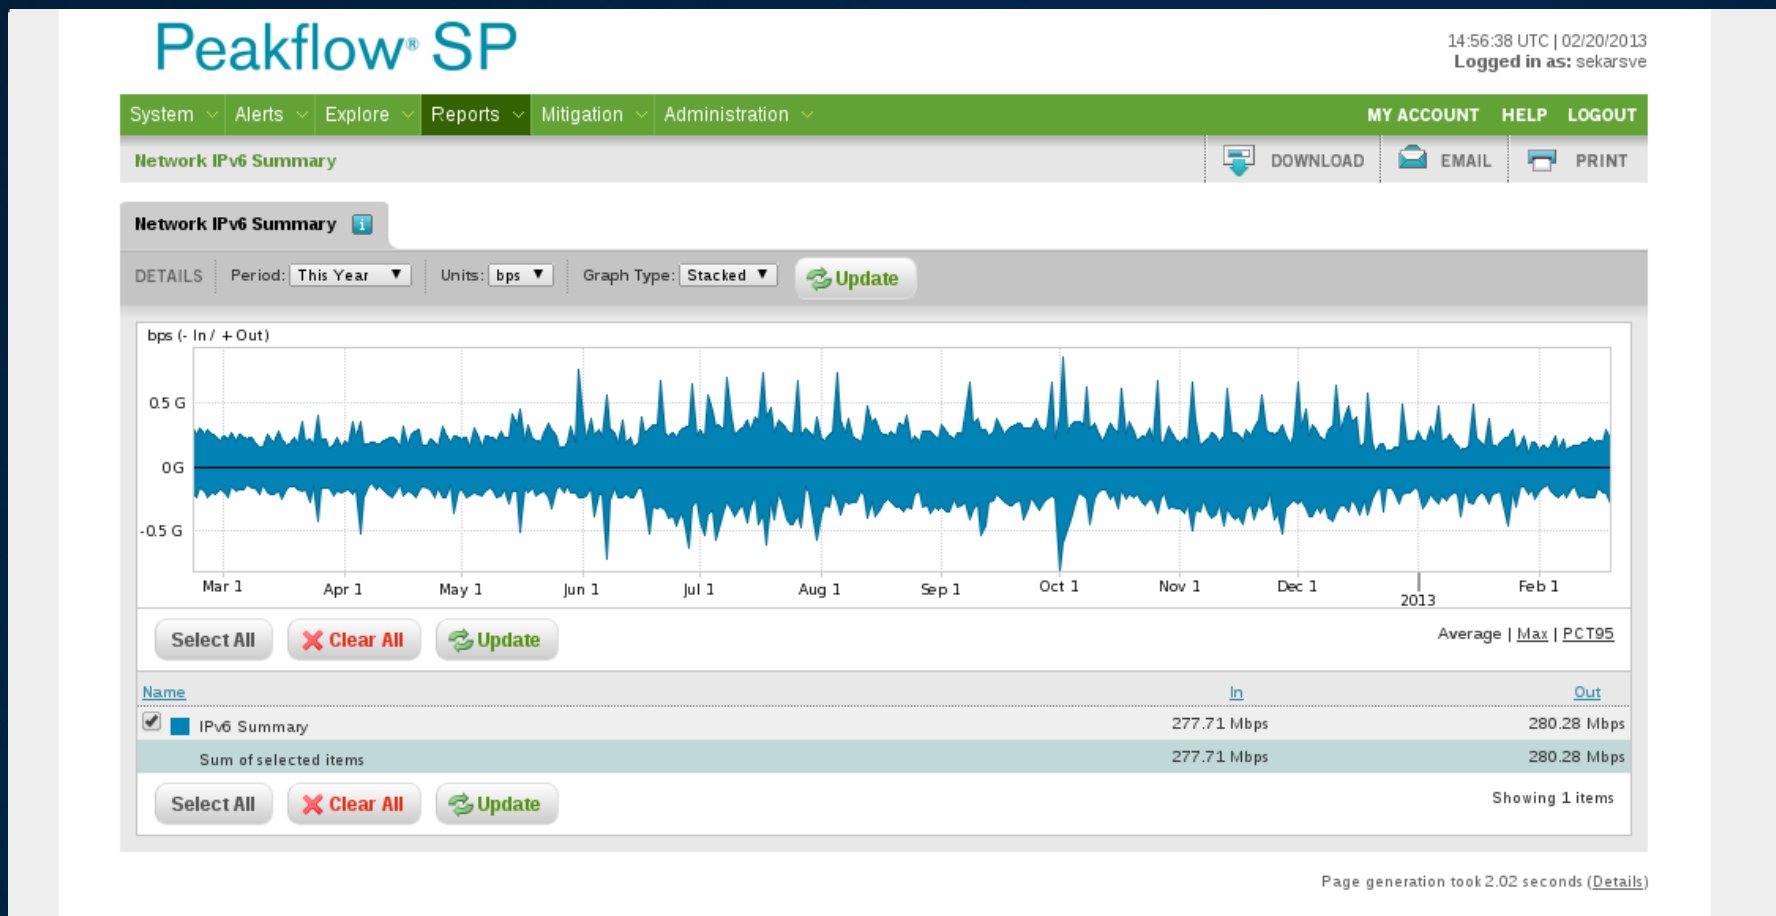 Peakflow® SP
14:56:38 UTC | 02/20/2013
Logged in as: sekarsve
System Alerts Explore Reports Mitigation Administration MY ACCOUNT HELP LOGOUT
Network IPv6 Summary DOWNLOAD EMAIL PRINT
Network IPv6 Summary i
DETAILS Period: This Year Units: bps Graph Type: Stacked Update
bps (- In / + Out)
0.5 G
0 G
-0.5 G
Mar 1 Apr 1 May 1 Jun 1 Jul 1 Aug 1 Sep 1 Oct 1 Nov 1 Dec 1 2013 Feb 1
Select All Clear All Update Average | Max | PCT95
Name In Out
IPv6 Summary 277.71 Mbps 280.28 Mbps
Sum of selected items 277.71 Mbps 280.28 Mbps
Select All Clear All Update Showing 1 items
Page generation took 2.02 seconds (Details)